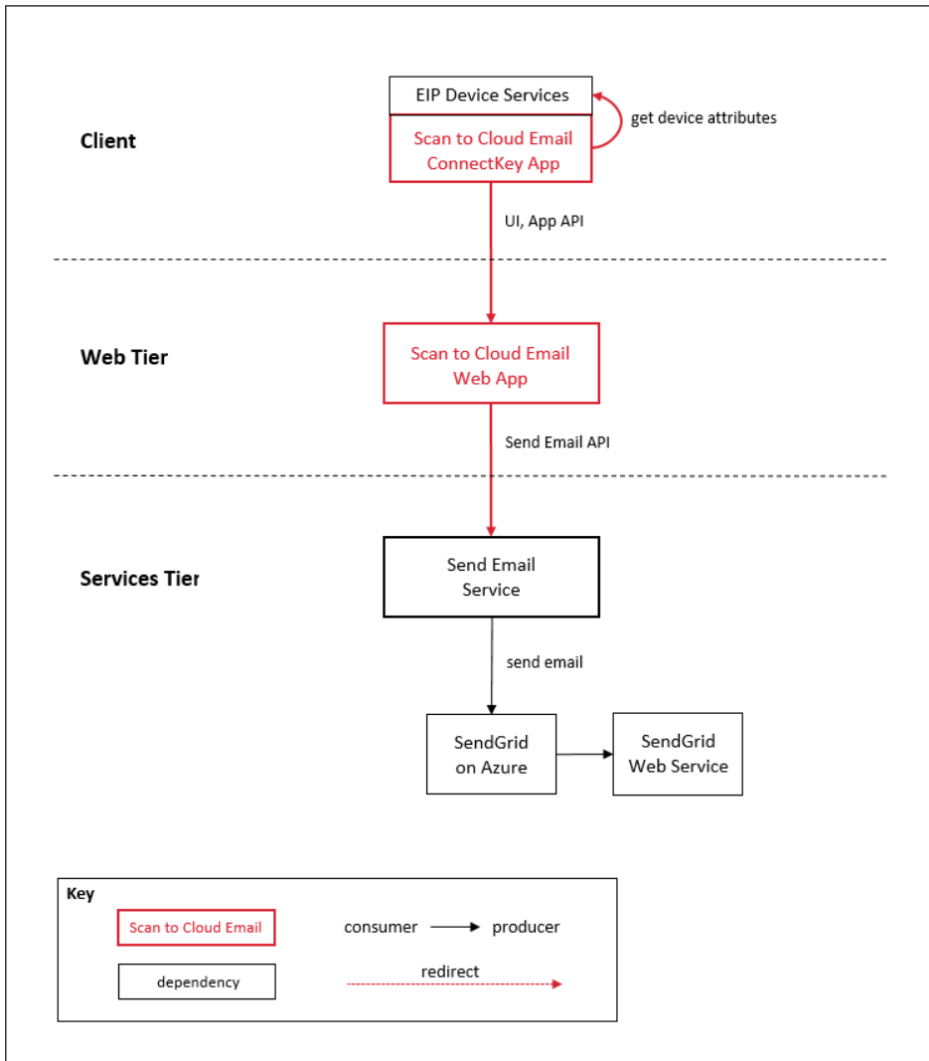 EIP Device Services
get device attributes
Client
Scan to Cloud Email
ConnectKey App
UI, App API
Web Tier
Scan to Cloud Email
Web App
Send Email API
Services Tier
Send Email
Service
send email
SendGrid
on Azure
SendGrid
Web Service
Key
Scan to Cloud Email
consumer
producer
dependency
redirect